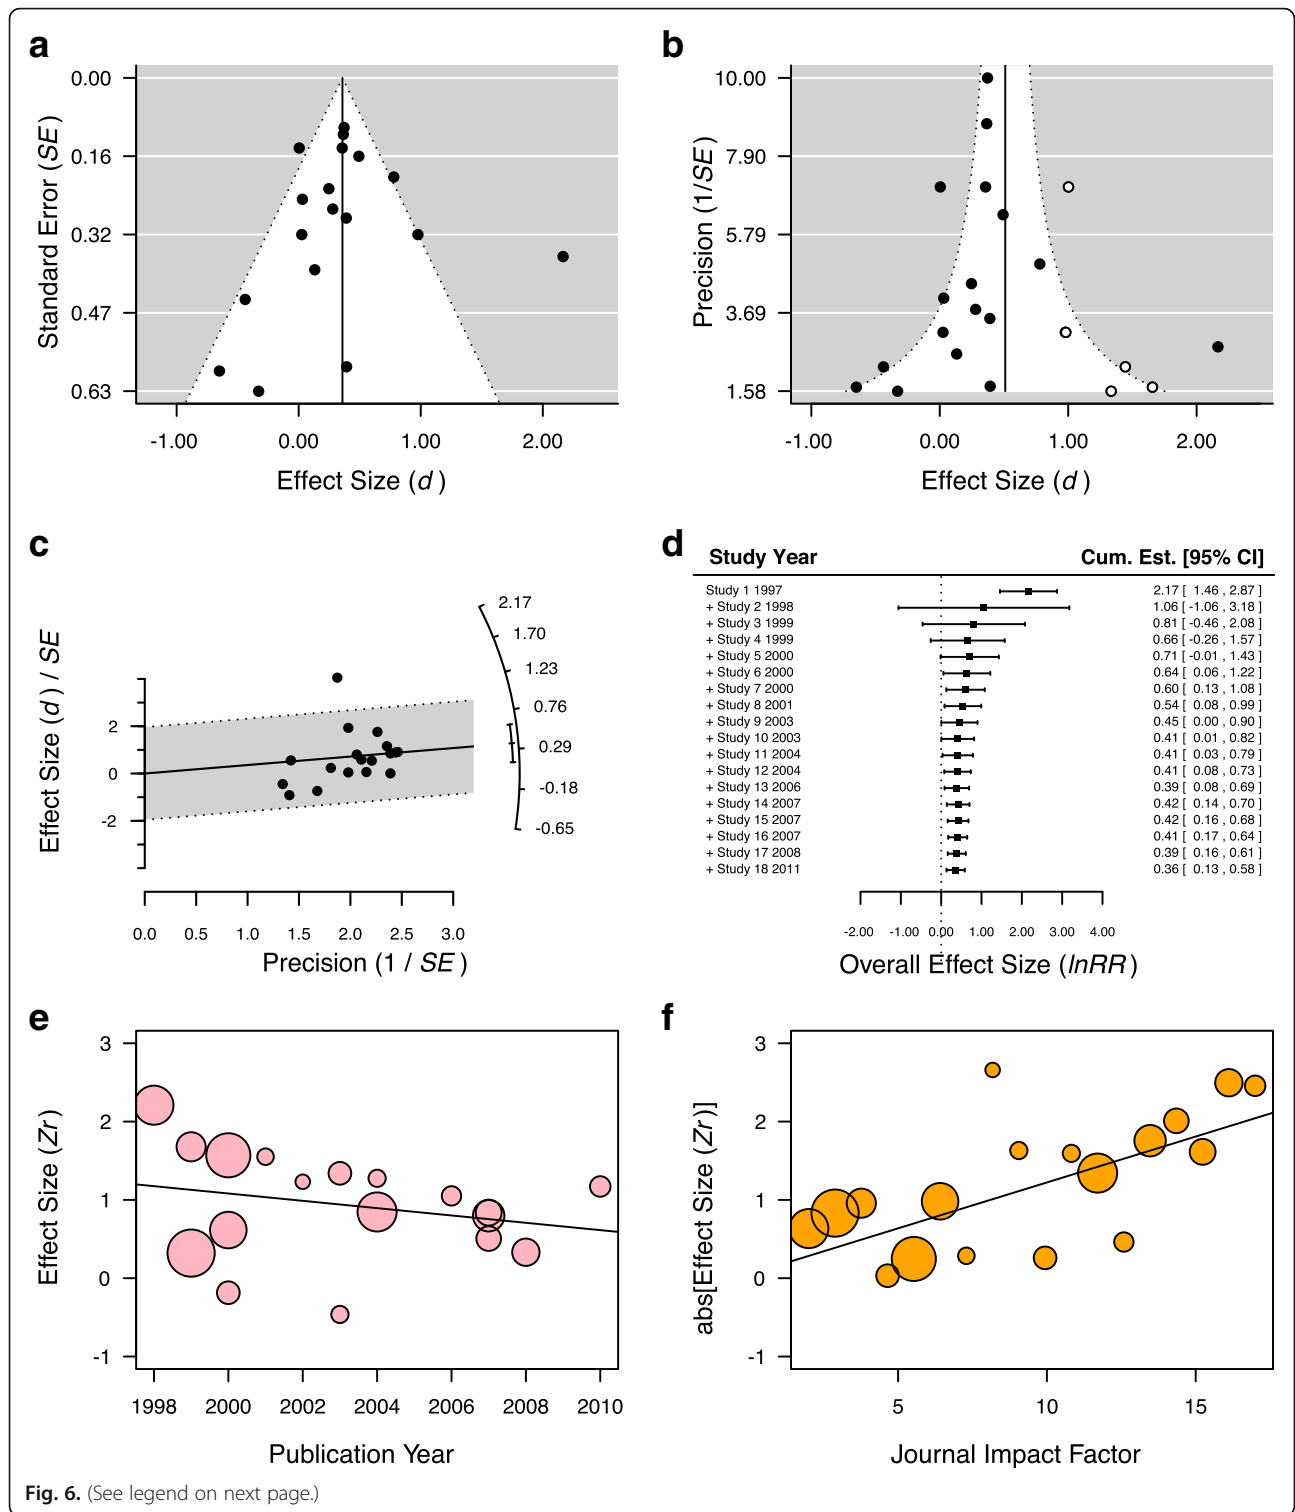 a
0.00
0.16
0.32
0.47
0.63
Standard Error (SE)
-1.00 0.00 1.00 2.00
Effect Size (d)
b
10.00
7.90
5.79
3.69
1.58
Precision (1/SE)
-1.00 0.00 1.00 2.00
Effect Size (d)
c
2.17
1.70
1.23
0.76
0.29
-0.18
-0.65
2
0
-2
Effect Size (d) / SE
0.0 0.5 1.0 1.5 2.0 2.5 3.0
Precision (1 / SE)
d
Study Year Cum. Est. [95% CI]
Study 1 1997 2.17 [ 1.46 , 2.87 ]
+ Study 2 1998 1.06 [ -1.06 , 3.18 ]
+ Study 3 1999 0.81 [ -0.46 , 2.08 ]
+ Study 4 1999 0.66 [ -0.26 , 1.57 ]
+ Study 5 2000 0.71 [ -0.01 , 1.43 ]
+ Study 6 2000 0.64 [ 0.06 , 1.22 ]
+ Study 7 2000 0.60 [ 0.13 , 1.08 ]
+ Study 8 2001 0.54 [ 0.08 , 0.99 ]
+ Study 9 2003 0.45 [ 0.00 , 0.90 ]
+ Study 10 2003 0.41 [ 0.01 , 0.82 ]
+ Study 11 2004 0.41 [ 0.03 , 0.79 ]
+ Study 12 2004 0.41 [ 0.08 , 0.73 ]
+ Study 13 2006 0.39 [ 0.08 , 0.69 ]
+ Study 14 2007 0.42 [ 0.14 , 0.70 ]
+ Study 15 2007 0.42 [ 0.16 , 0.68 ]
+ Study 16 2007 0.41 [ 0.17 , 0.64 ]
+ Study 17 2008 0.39 [ 0.16 , 0.61 ]
+ Study 18 2011 0.36 [ 0.13 , 0.58 ]
-2.00 -1.00 0.00 1.00 2.00 3.00 4.00
Overall Effect Size (lnRR)
e
3
2
1
0
-1
Effect Size (Zr)
1998 2000 2002 2004 2006 2008 2010
Publication Year
f
3
2
1
0
-1
abs[Effect Size (Zr)]
5 10 15
Journal Impact Factor
Fig. 6. (See legend on next page.)